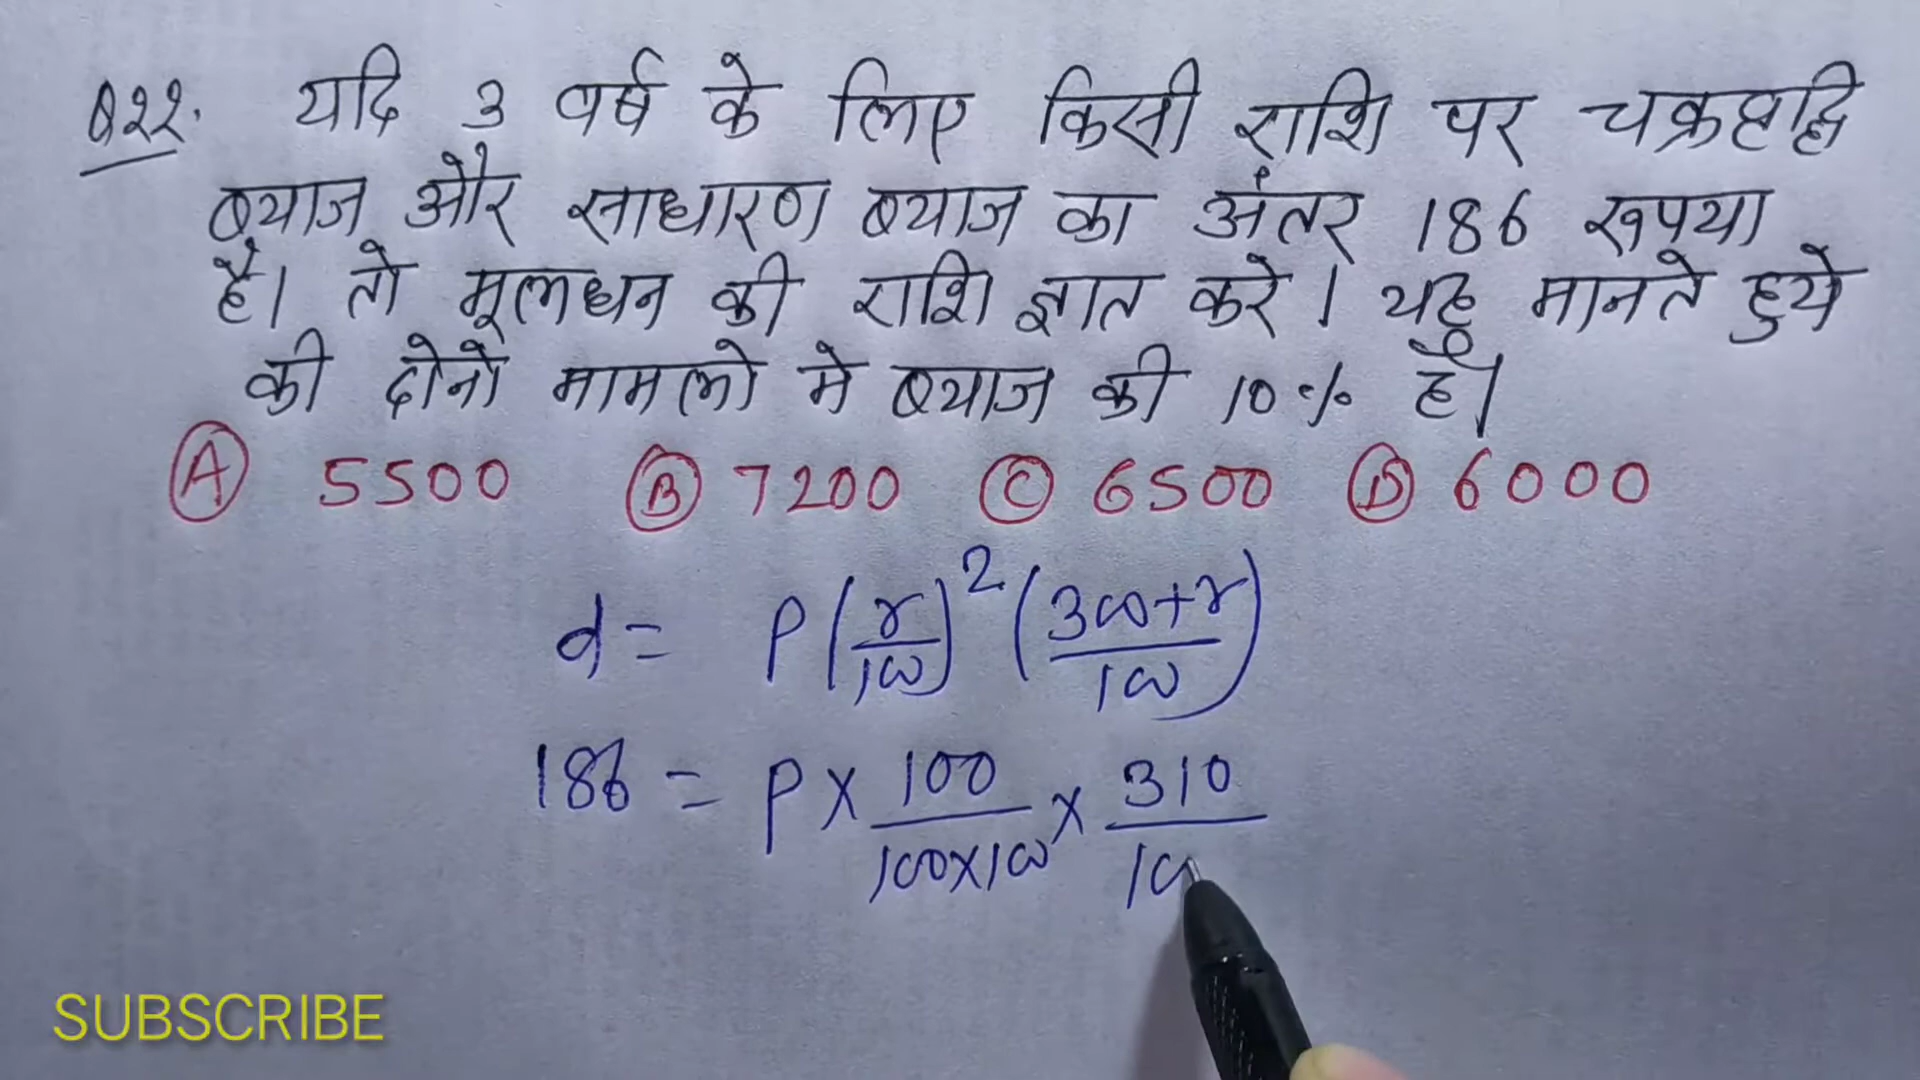 Q22. यदि 3 वर्ष के लिए किसी राशि पर चक्रवृद्धि
ब्याज और साधारण ब्याज का अंतर 186 रूपया
है। तो मूलधन की राशि ज्ञात करे। यह मानते हुये
की दोनो मामलो मे ब्याज की 10% है।
(A) 5500 (B) 7200 (C) 6500 (D) 6000
d = P(r/100)²(300+r/100)
186 = P × 100/100×100 × 310/100
SUBSCRIBE